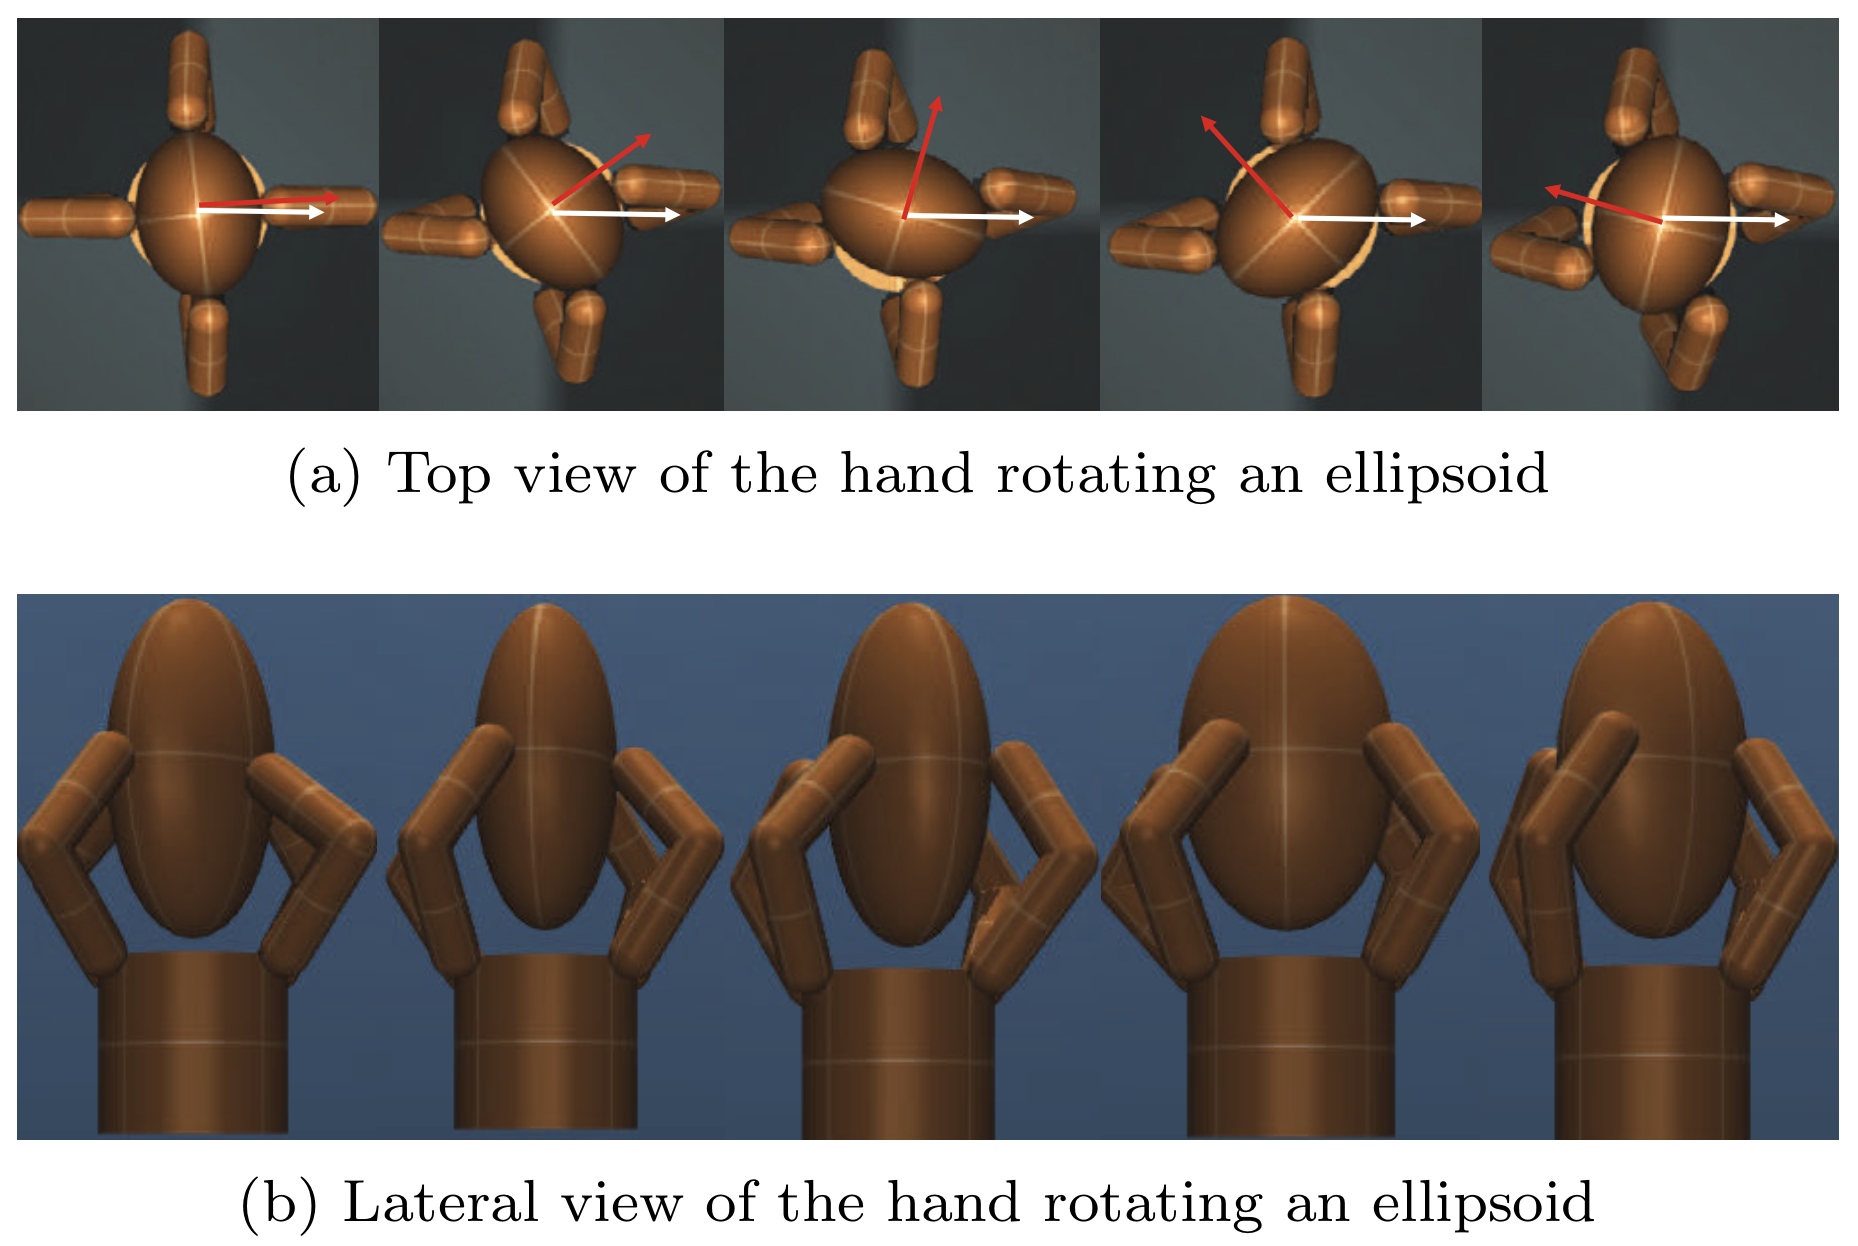 (a) Top view of the hand rotating an ellipsoid
(b) Lateral view of the hand rotating an ellipsoid